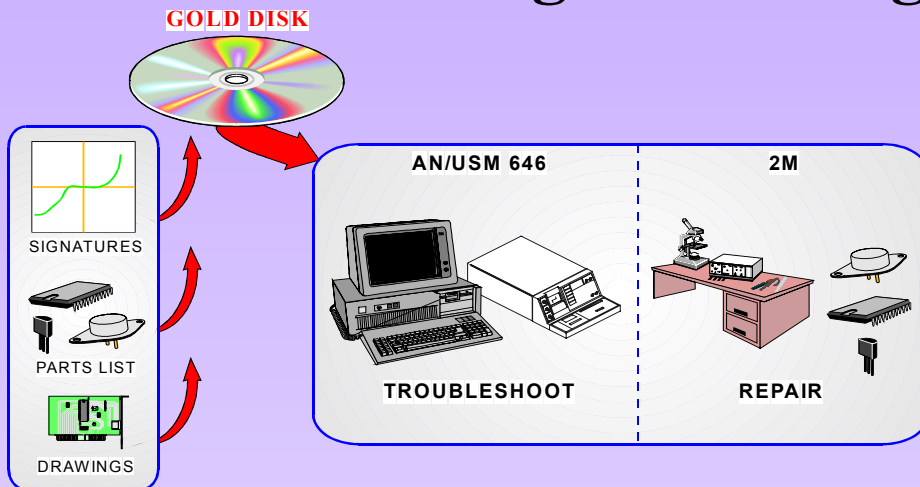 GOLD DISK
SIGNATURES
PARTS LIST
DRAWINGS
AN/USM 646
2M
TROUBLESHOOT
REPAIR